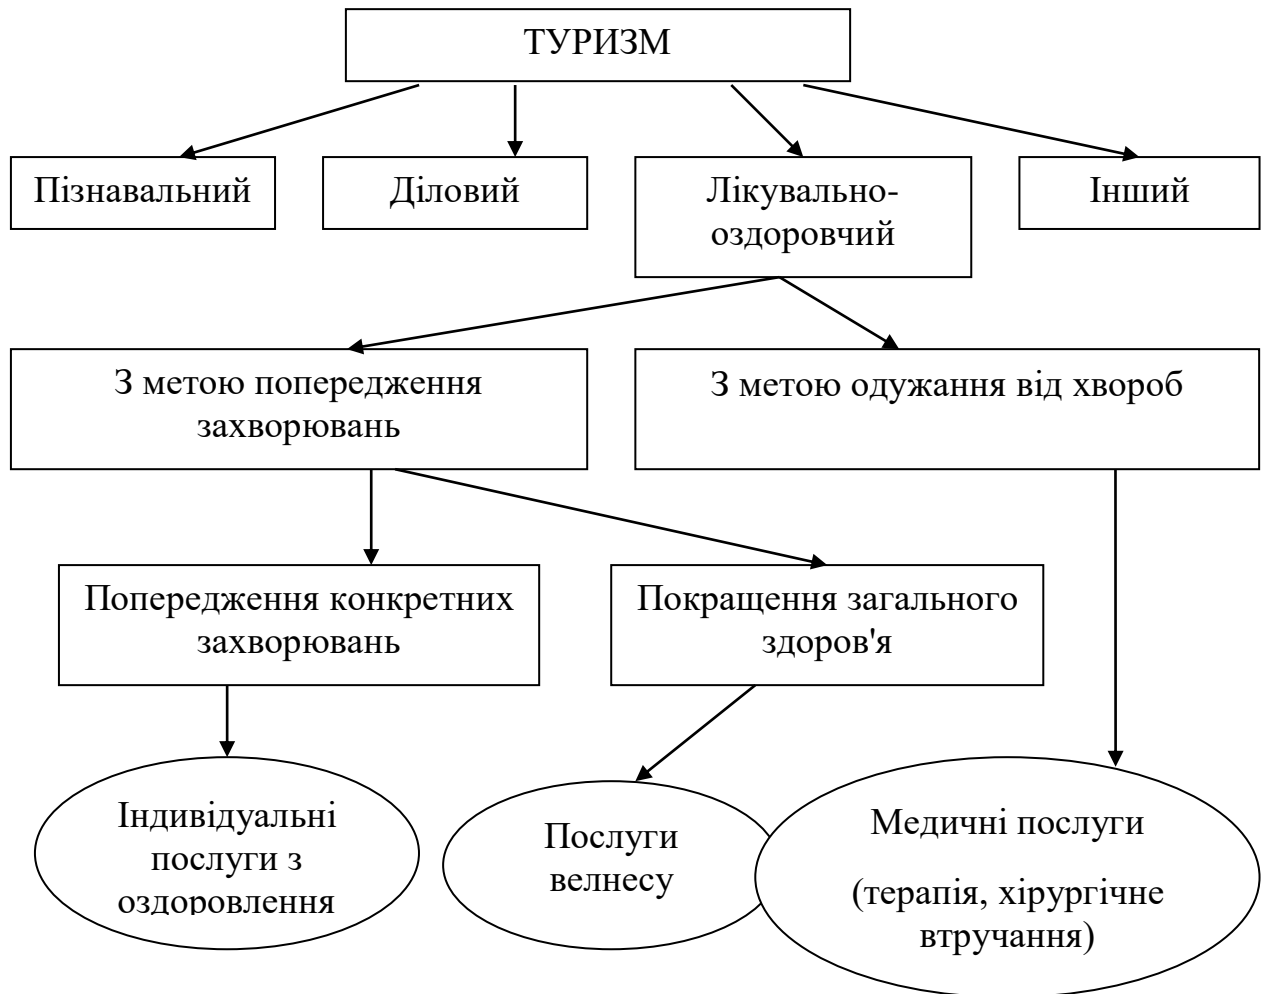 ТУРИЗМ
Пізнавальний
Діловий
Лікувально-
оздоровчий
Інший
З метою попередження
захворювань
З метою одужання від хвороб
Попередження конкретних
захворювань
Покращення загального
здоров'я
Індивідуальні
послуги з
оздоровлення
Послуги
велнесу
Медичні послуги
(терапія, хірургічне
втручання)